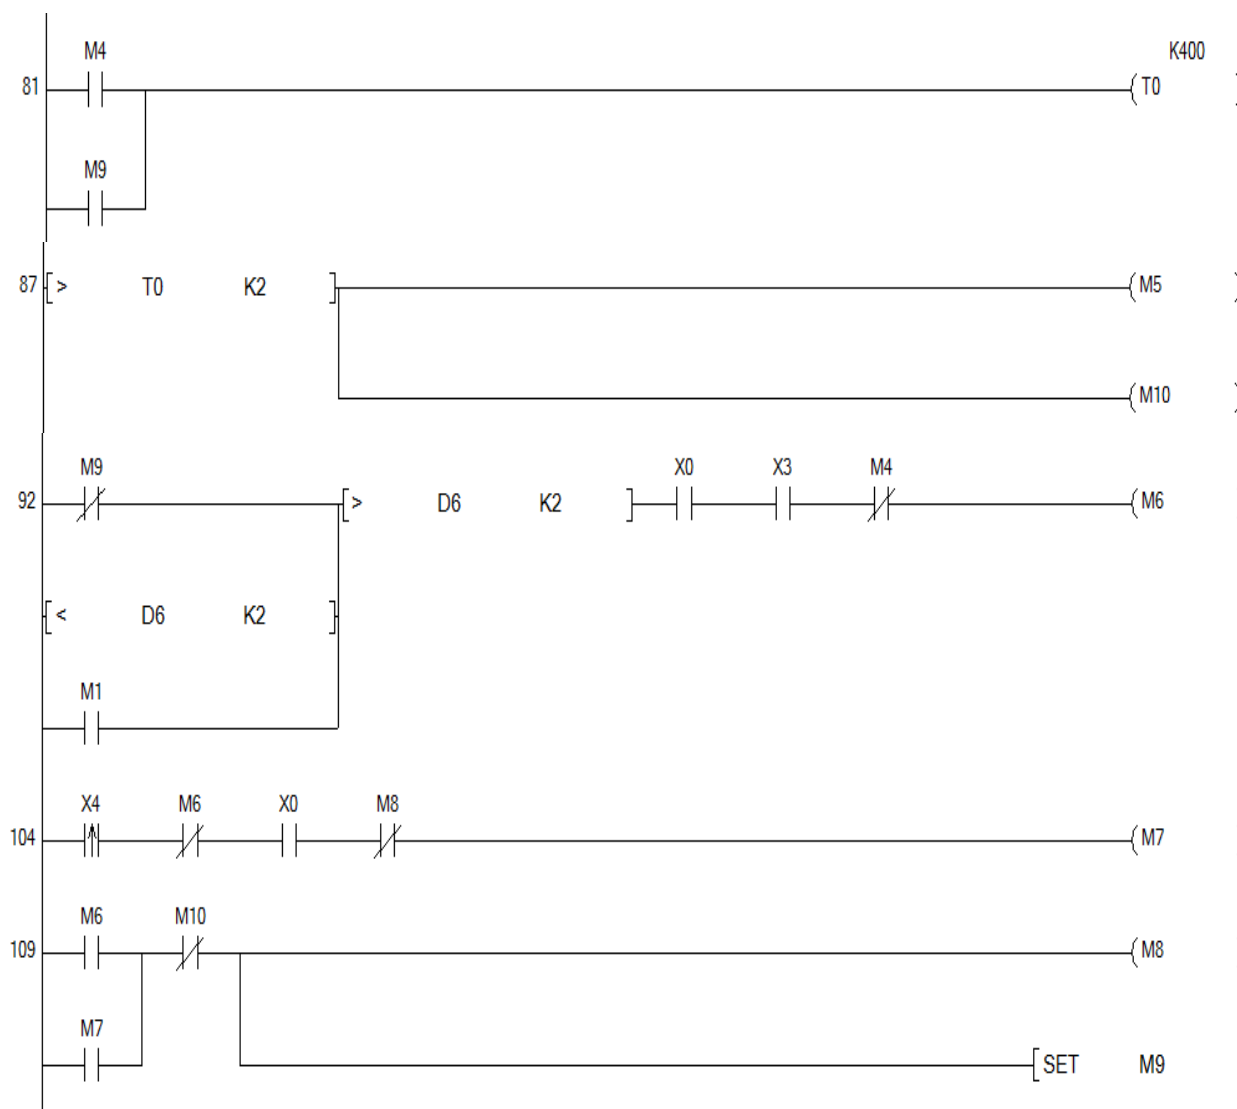 M4 K400
81 T0
M9
87 > T0 K2 M5
M10
M9 X0 X3 M4
92 > D6 K2 M6
< D6 K2
M1
X4 M6 X0 M8
104 M7
M6 M10
109 M8
M7
SET M9